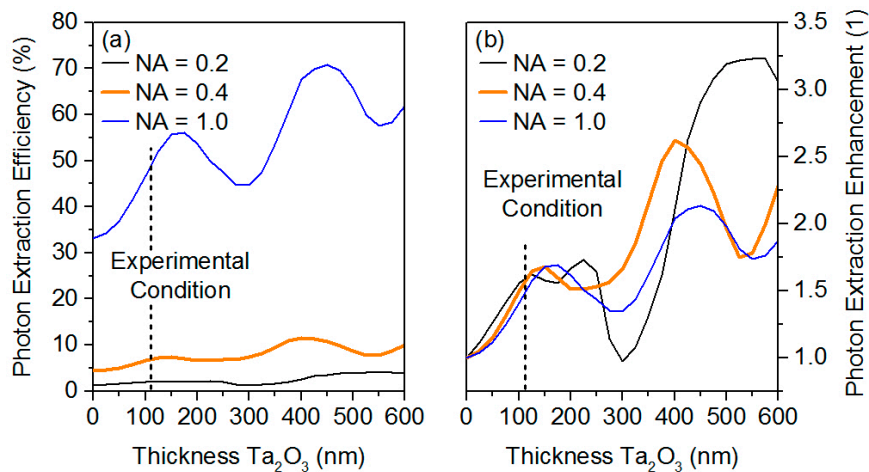 (a)
NA = 0.2
NA = 0.4
NA = 1.0
Experimental
Condition
Photon Extraction Efficiency (%)
80
70
60
50
40
30
20
10
0
0 100 200 300 400 500 600
Thickness Ta₂O₃ (nm)
(b)
NA = 0.2
NA = 0.4
NA = 1.0
Experimental
Condition
3.5
3.0
2.5
2.0
1.5
1.0
Photon Extraction Enhancement (1)
0 100 200 300 400 500 600
Thickness Ta₂O₃ (nm)